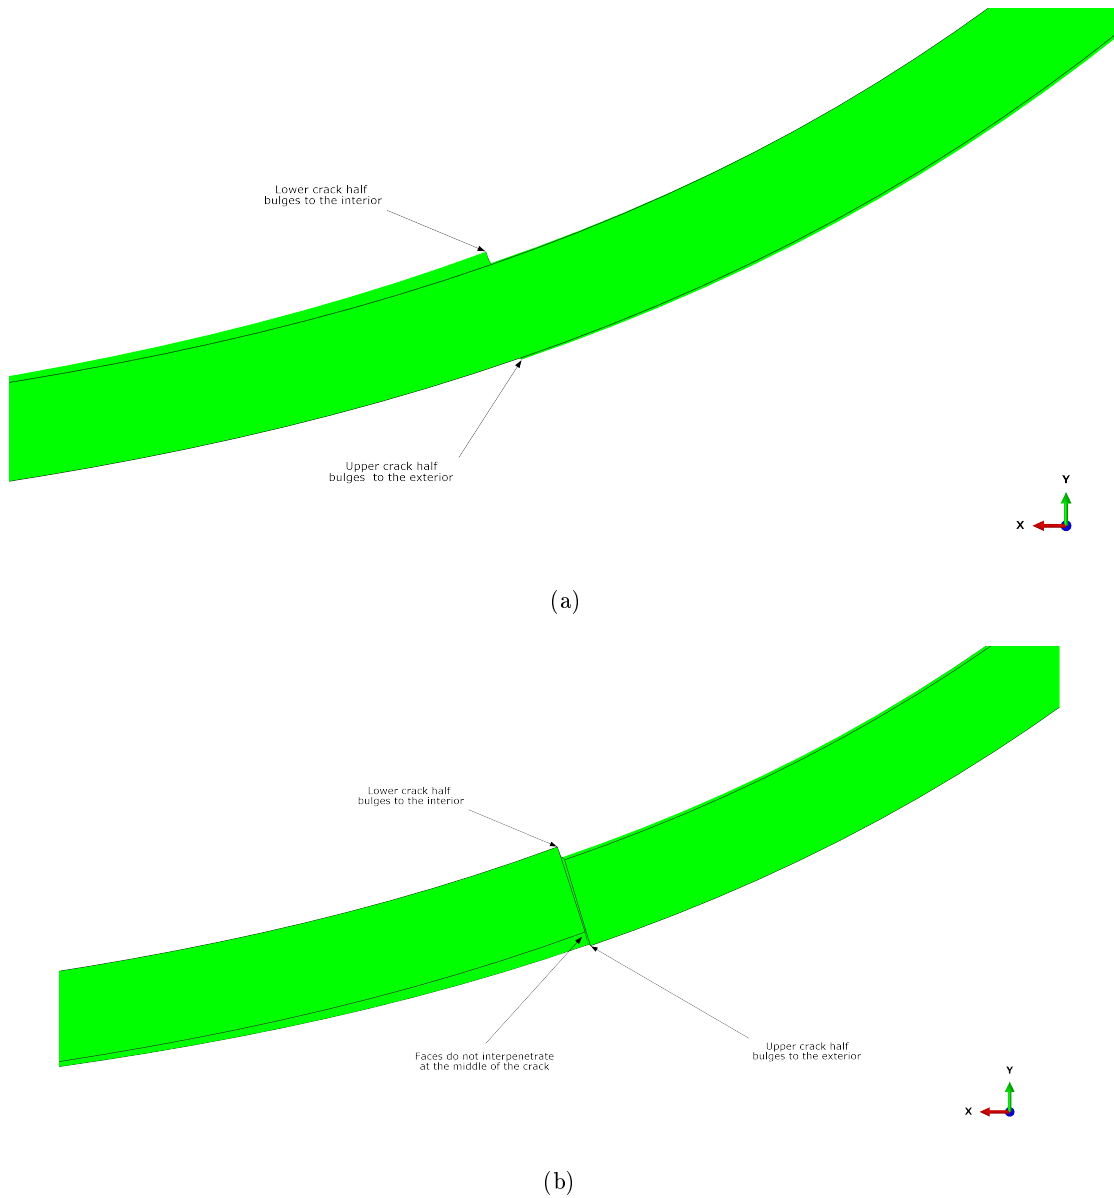 Lower crack half
bulges to the interior
Upper crack half
bulges  to the exterior
Y
X
(a)
Lower crack half
bulges to the interior
Faces do not interpenetrate
at the middle of the crack
Upper crack half
bulges to the exterior
Y
X
(b)